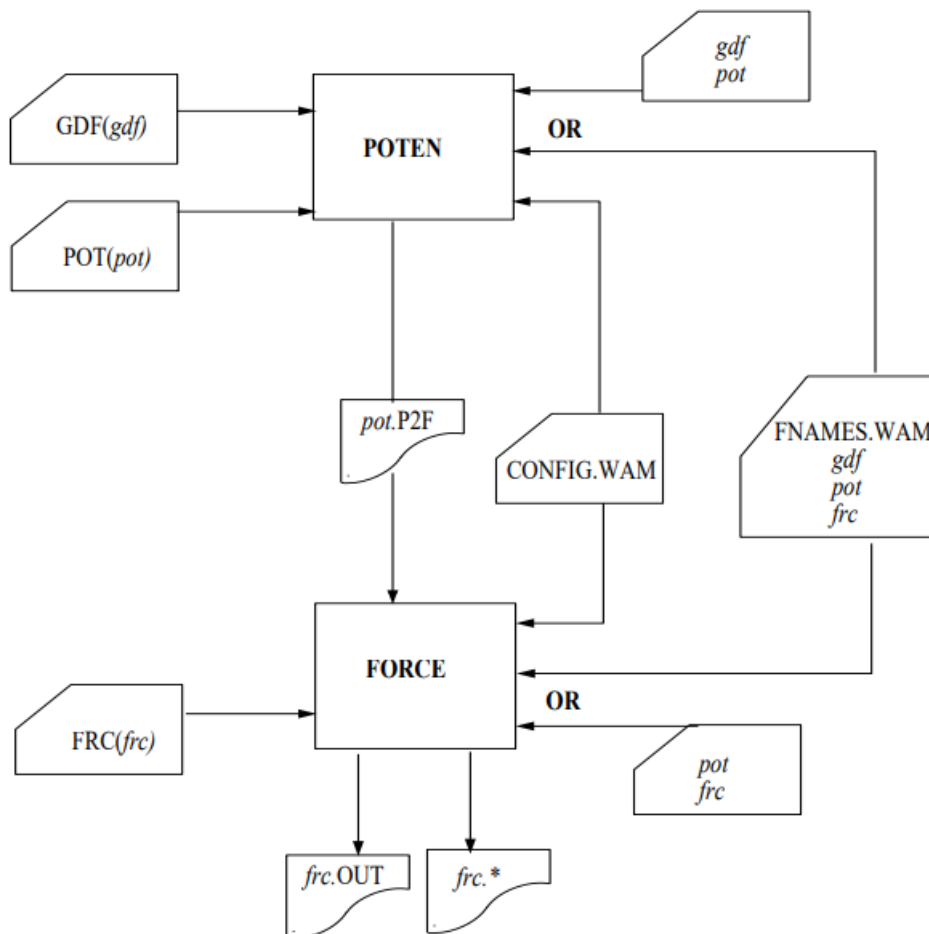 gdf
pot
GDF(gdf)
OR
POTEN
POT(pot)
pot.P2F
FNAMES.WAM
gdf
pot
frc
CONFIG.WAM
FORCE
OR
FRC(frc)
pot
frc
frc.OUT
frc.*